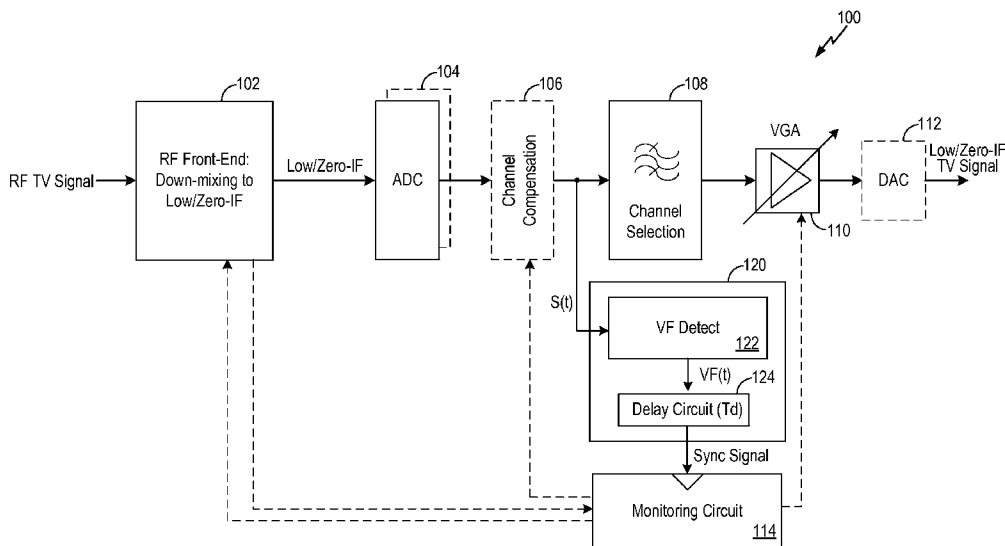 100
102
104
106
108
VGA
112
RF TV Signal
RF Front-End:
Down-mixing to
Low/Zero-IF
Low/Zero-IF
ADC
Channel
Compensation
Channel
Selection
110
DAC
Low/Zero-IF
TV Signal
120
S(t)
VF Detect
122
VF(t)
124
Delay Circuit (Td)
Sync Signal
Monitoring Circuit
114